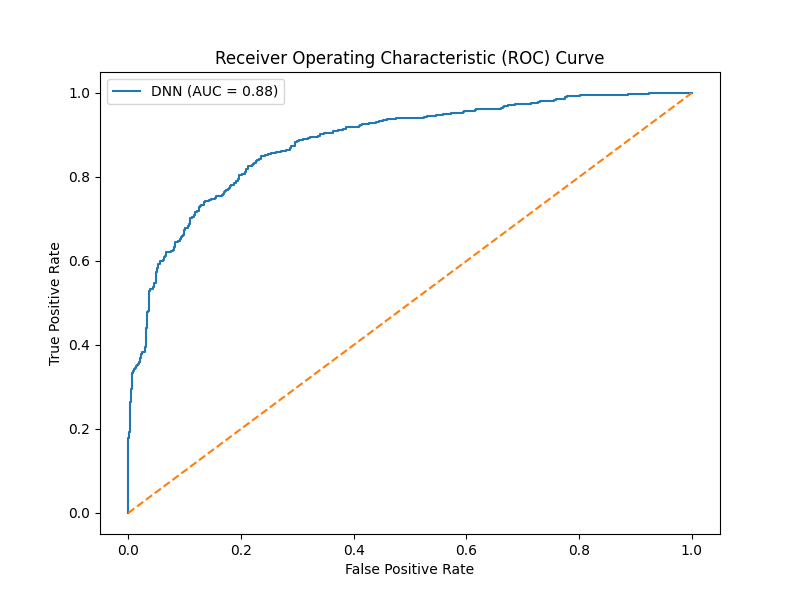 Receiver Operating Characteristic (ROC) Curve
DNN (AUC = 0.88)
1.0
0.8
0.6
0.4
0.2
0.0
True Positive Rate
0.0 0.2 0.4 0.6 0.8 1.0
False Positive Rate